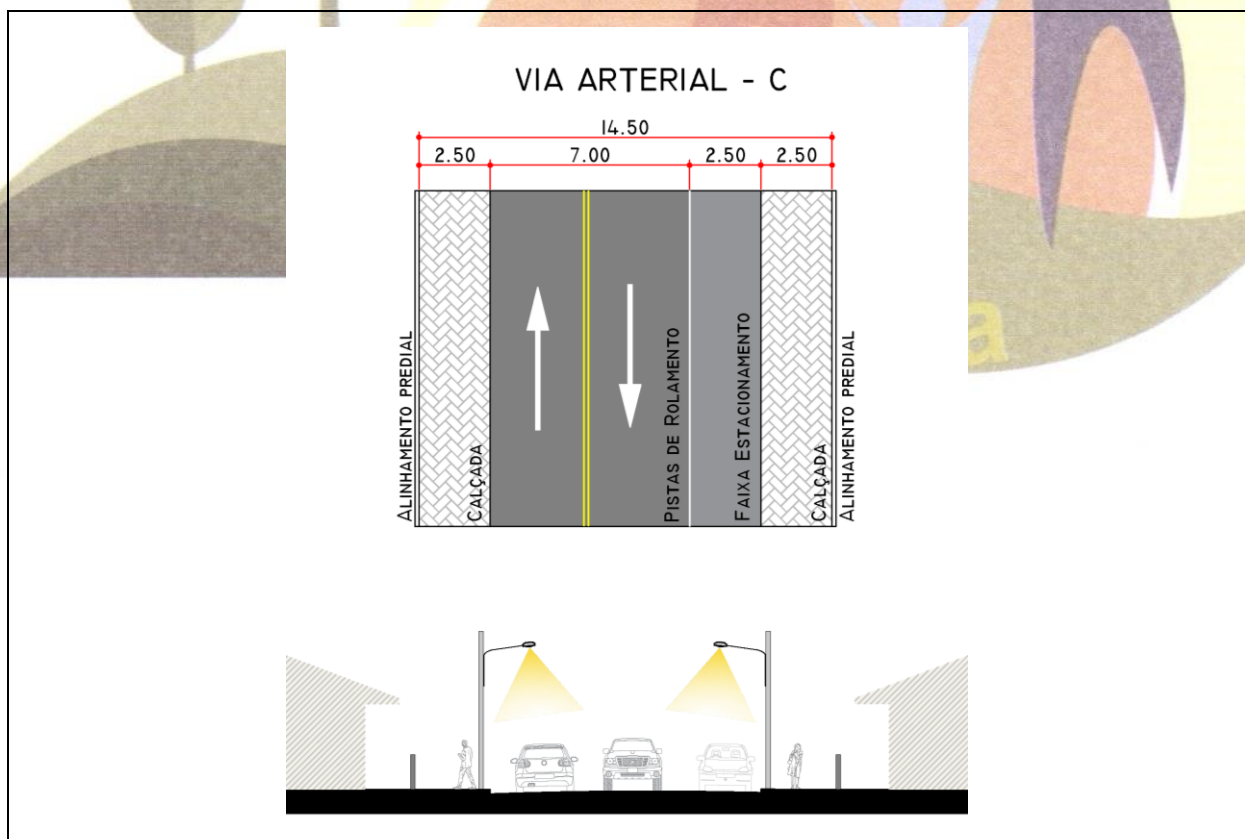 VIA ARTERIAL - C
14.50
2.50 7.00 2.50 2.50
ALINHAMENTO PREDIAL
CALÇADA
PISTAS DE ROLAMENTO
FAIXA ESTACIONAMENTO
CALÇADA
ALINHAMENTO PREDIAL
a